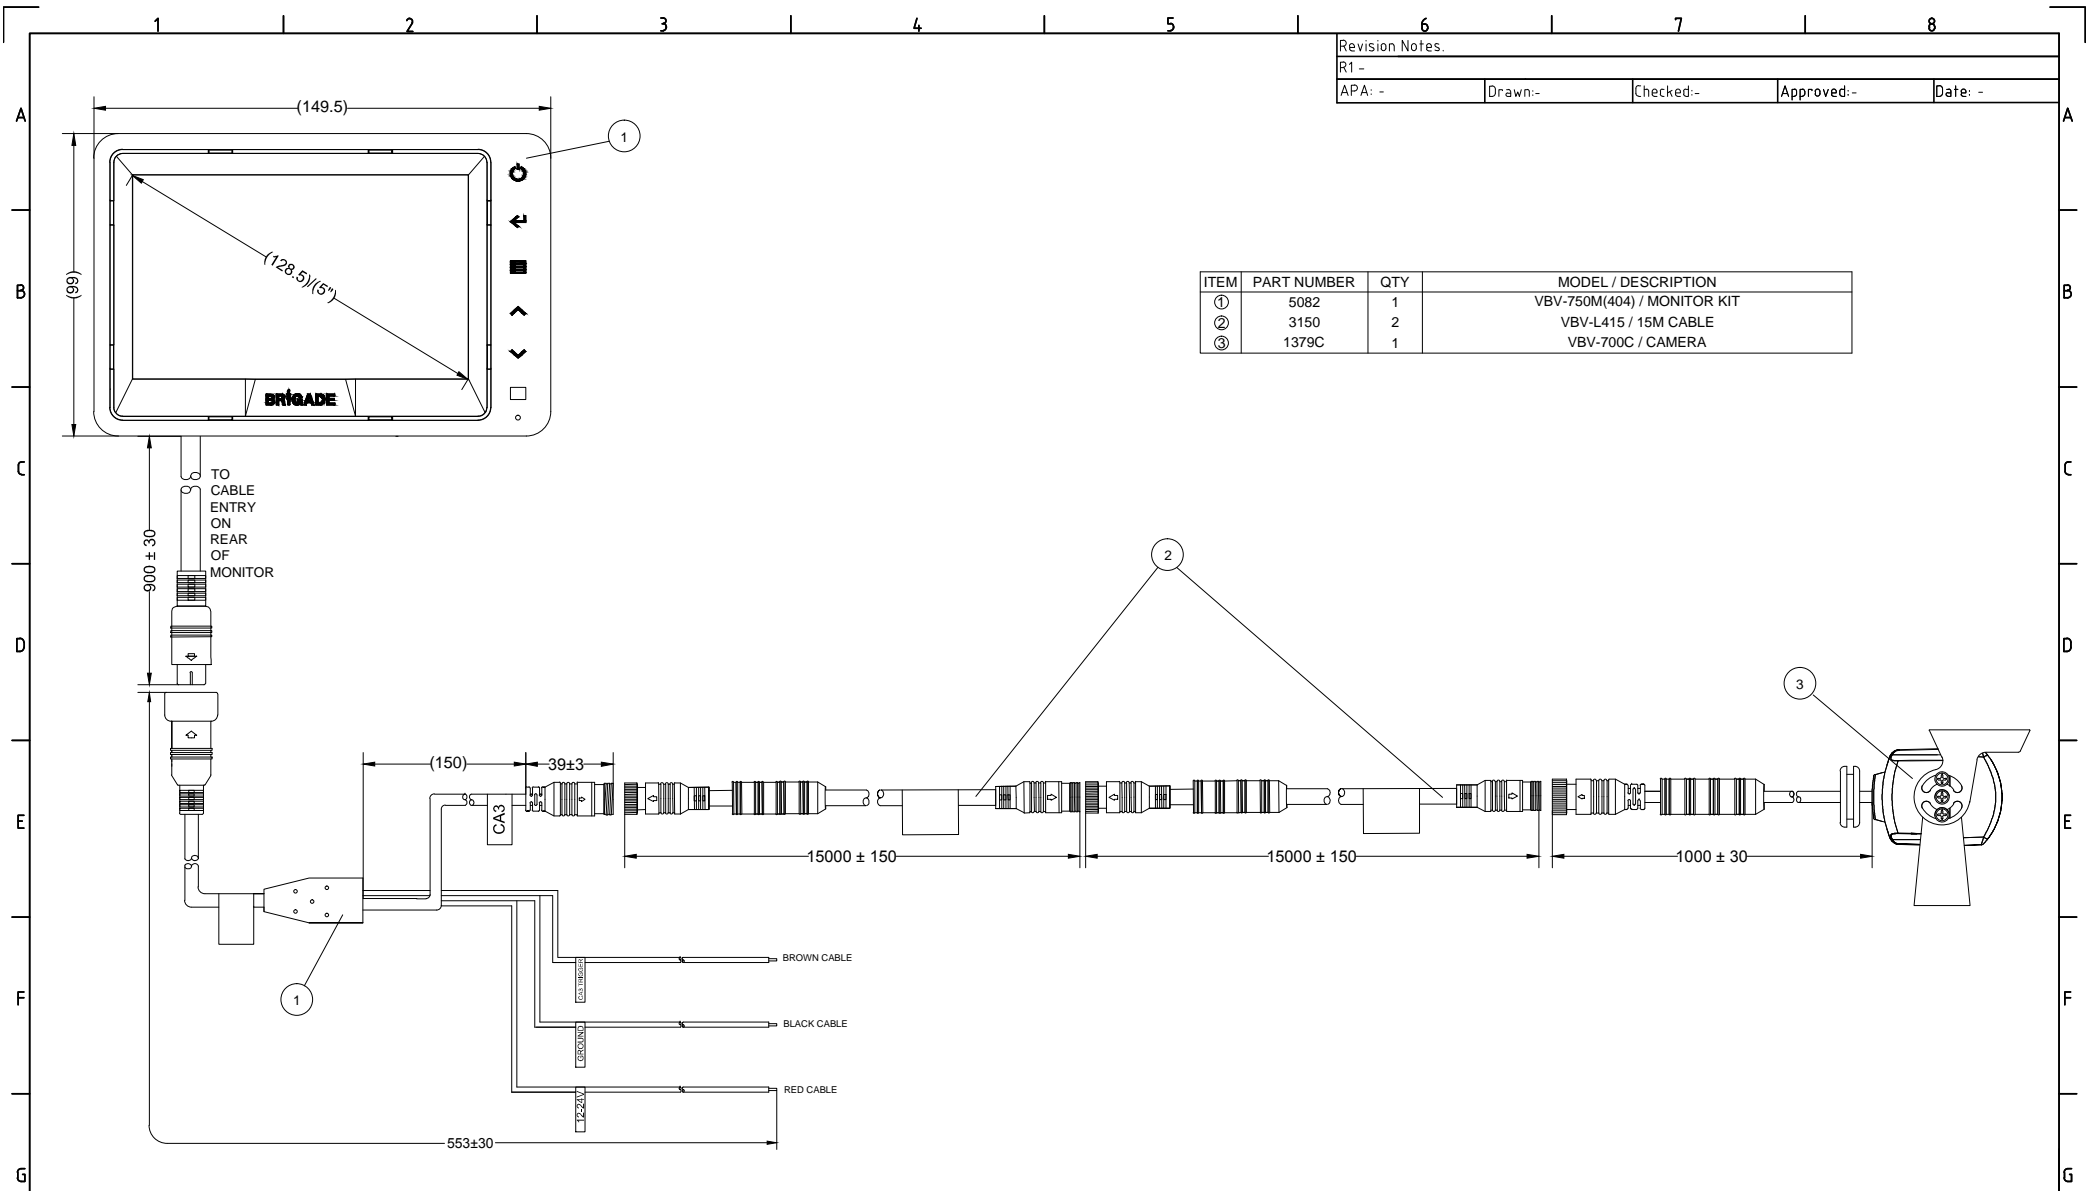 1 2 3 4 5 6 7 8
Revision Notes.
R1 -
APA: - Drawn:- Checked:- Approved:- Date: -
A A
(149.5)
1
(99)
(128.5)/(5")
BRIGADE
B B
ITEM PART NUMBER QTY MODEL / DESCRIPTION
① 5082 1 VBV-750M(404) / MONITOR KIT
② 3150 2 VBV-L415 / 15M CABLE
③ 1379C 1 VBV-700C / CAMERA
C C
TO
CABLE
ENTRY
ON
REAR
OF
MONITOR
900 ± 30
2
D D
3
(150)
39±3
CA3
E E
15000 ± 150
15000 ± 150
1000 ± 30
1
F F
CA3 TRIGGER
BROWN CABLE
GROUND
BLACK CABLE
12-24V
RED CABLE
553±30
G G